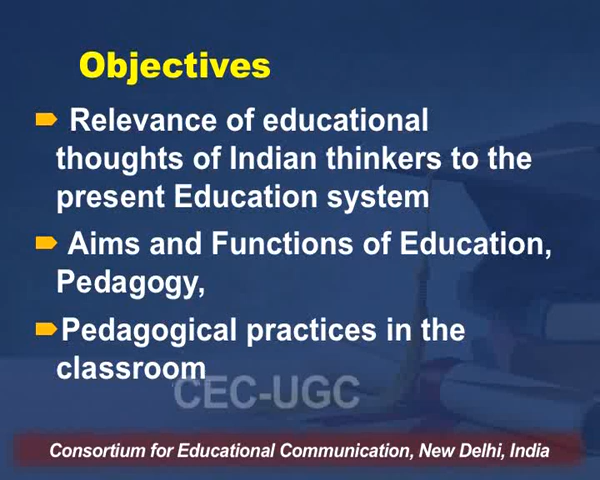 Objectives
Relevance of educational
thoughts of Indian thinkers to the
present Education system
Aims and Functions of Education,
Pedagogy,
Pedagogical practices in the
classroom
CEC-UGC
Consortium for Educational Communication, New Delhi, India